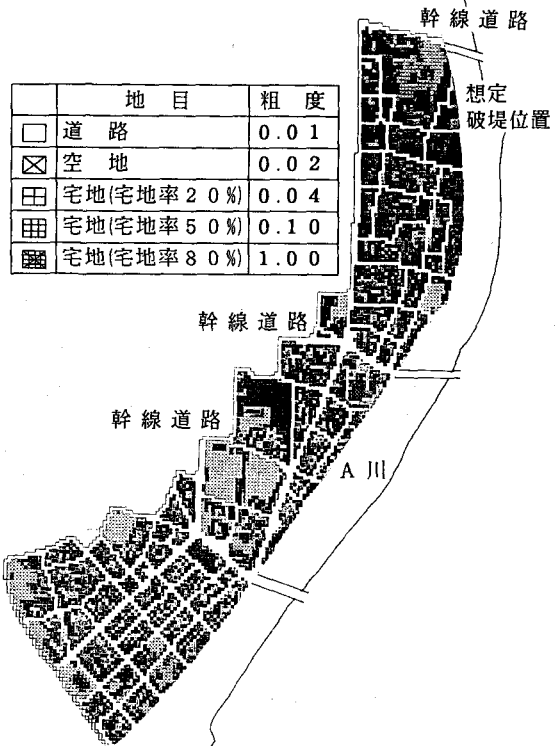 幹線道路
想定
破堤位置
地目 粗度
道路 0.01
空地 0.02
宅地(宅地率20%) 0.04
宅地(宅地率50%) 0.10
宅地(宅地率80%) 1.00
幹線道路
幹線道路
A川